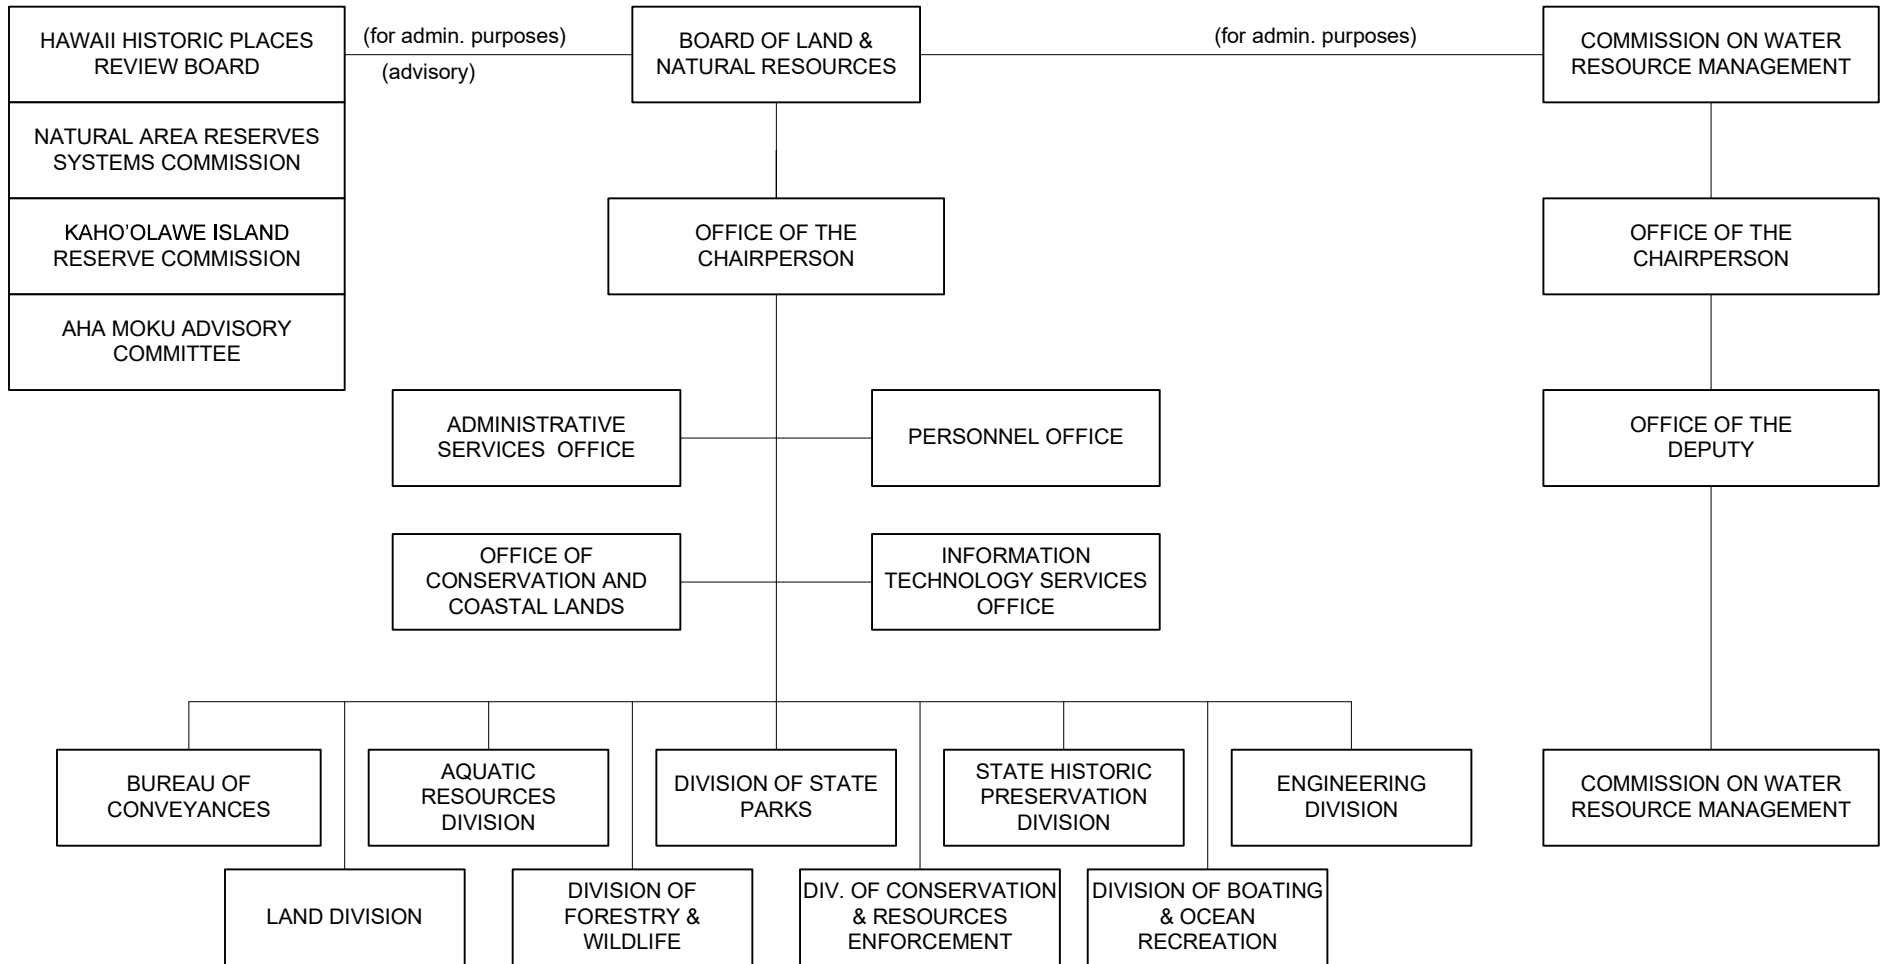 HAWAII HISTORIC PLACES
REVIEW BOARD
(for admin. purposes)
(advisory)
BOARD OF LAND &
NATURAL RESOURCES
(for admin. purposes)
COMMISSION ON WATER
RESOURCE MANAGEMENT
NATURAL AREA RESERVES
SYSTEMS COMMISSION
KAHO'OLAWE ISLAND
RESERVE COMMISSION
AHA MOKU ADVISORY
COMMITTEE
OFFICE OF THE
CHAIRPERSON
OFFICE OF THE
CHAIRPERSON
ADMINISTRATIVE
SERVICES OFFICE
PERSONNEL OFFICE
OFFICE OF THE
DEPUTY
OFFICE OF
CONSERVATION AND
COASTAL LANDS
INFORMATION
TECHNOLOGY SERVICES
OFFICE
BUREAU OF
CONVEYANCES
AQUATIC
RESOURCES
DIVISION
DIVISION OF STATE
PARKS
STATE HISTORIC
PRESERVATION
DIVISION
ENGINEERING
DIVISION
COMMISSION ON WATER
RESOURCE MANAGEMENT
LAND DIVISION
DIVISION OF
FORESTRY &
WILDLIFE
DIV. OF CONSERVATION
& RESOURCES
ENFORCEMENT
DIVISION OF BOATING
& OCEAN
RECREATION